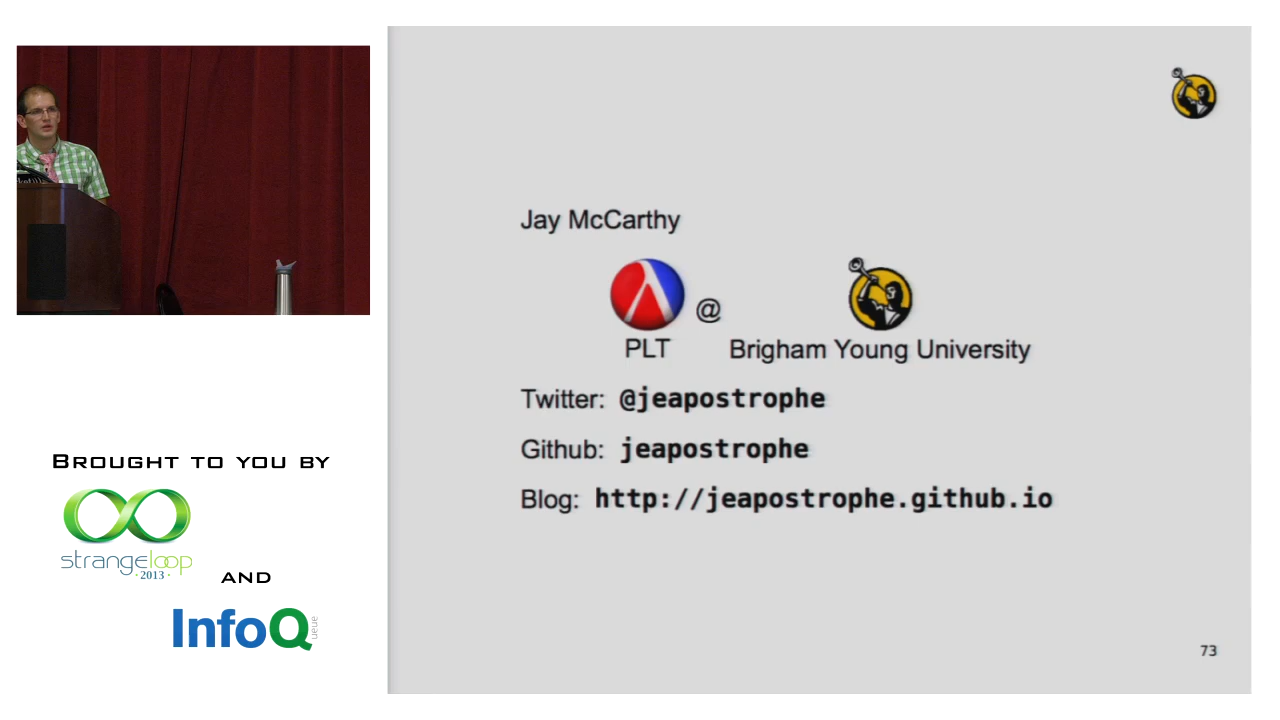 Jay McCarthy
@
PLT
Brigham Young University
Twitter: @jeapostrophe
Github: jeapostrophe
Blog: http://jeapostrophe.github.io
73
BROUGHT TO YOU BY
strangeloop
·2013·
AND
InfoQ
ueue